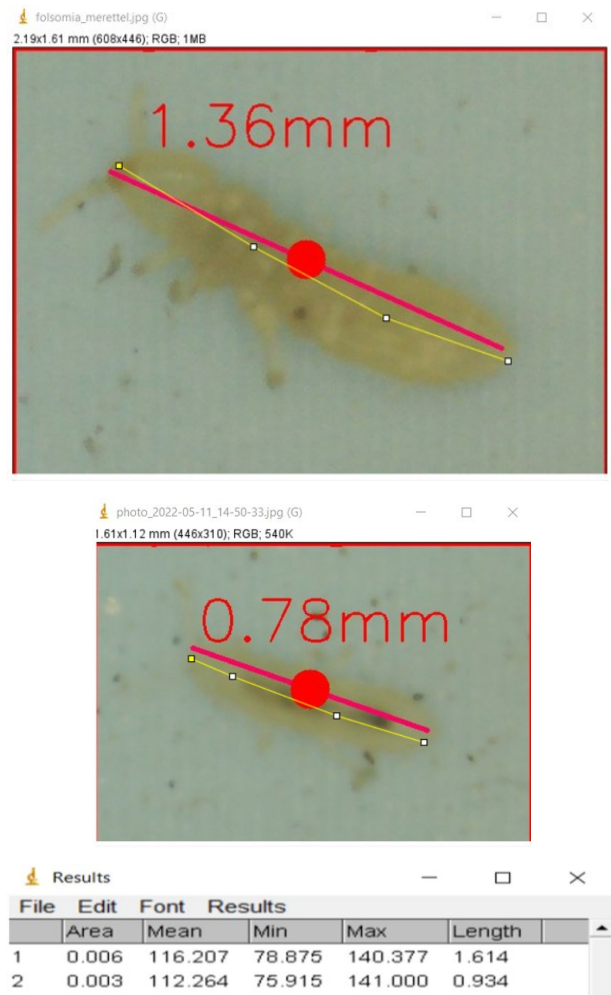 folsomia_merettel.jpg (G)
2.19x1.61 mm (608x446); RGB; 1MB
1.36mm
photo_2022-05-11_14-50-33.jpg (G)
1.61x1.12 mm (446x310); RGB; 540K
0.78mm
Results
File Edit Font Results
Area Mean Min Max Length
1 0.006 116.207 78.875 140.377 1.614
2 0.003 112.264 75.915 141.000 0.934